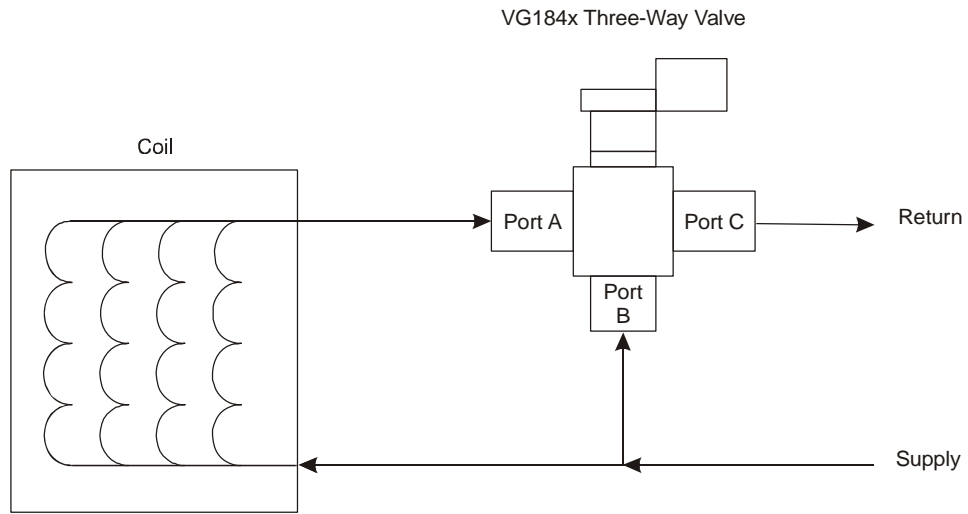 VG184x Three-Way Valve
Coil
Port A
Port C
Return
Port
B
Supply